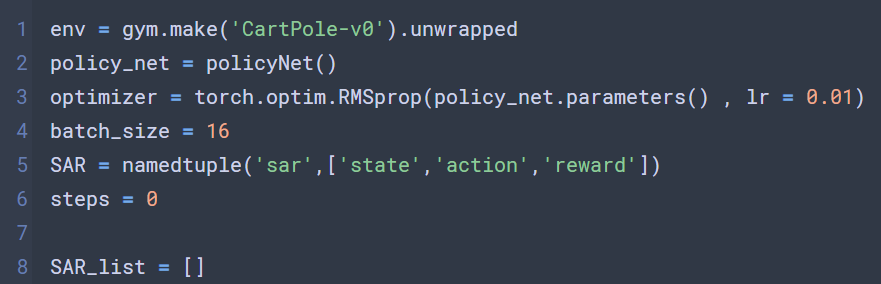 1 env = gym.make('CartPole-v0').unwrapped
2 policy_net = policyNet()
3 optimizer = torch.optim.RMSprop(policy_net.parameters() , lr = 0.01)
4 batch_size = 16
5 SAR = namedtuple('sar',['state','action','reward'])
6 steps = 0
7
8 SAR_list = []